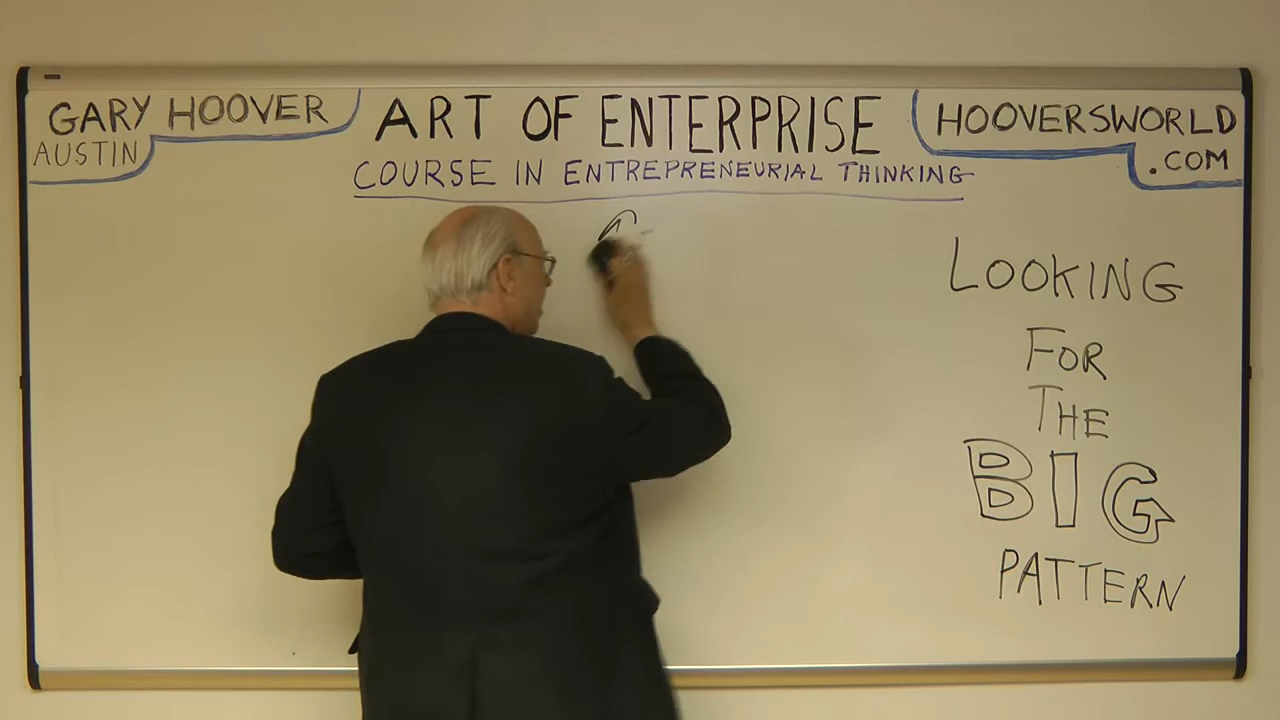 GARY HOOVER
AUSTIN
ART OF ENTERPRISE
COURSE IN ENTREPRENEURIAL THINKING
HOOVERSWORLD
.COM
LOOKING
FOR
THE
BIG
PATTERN